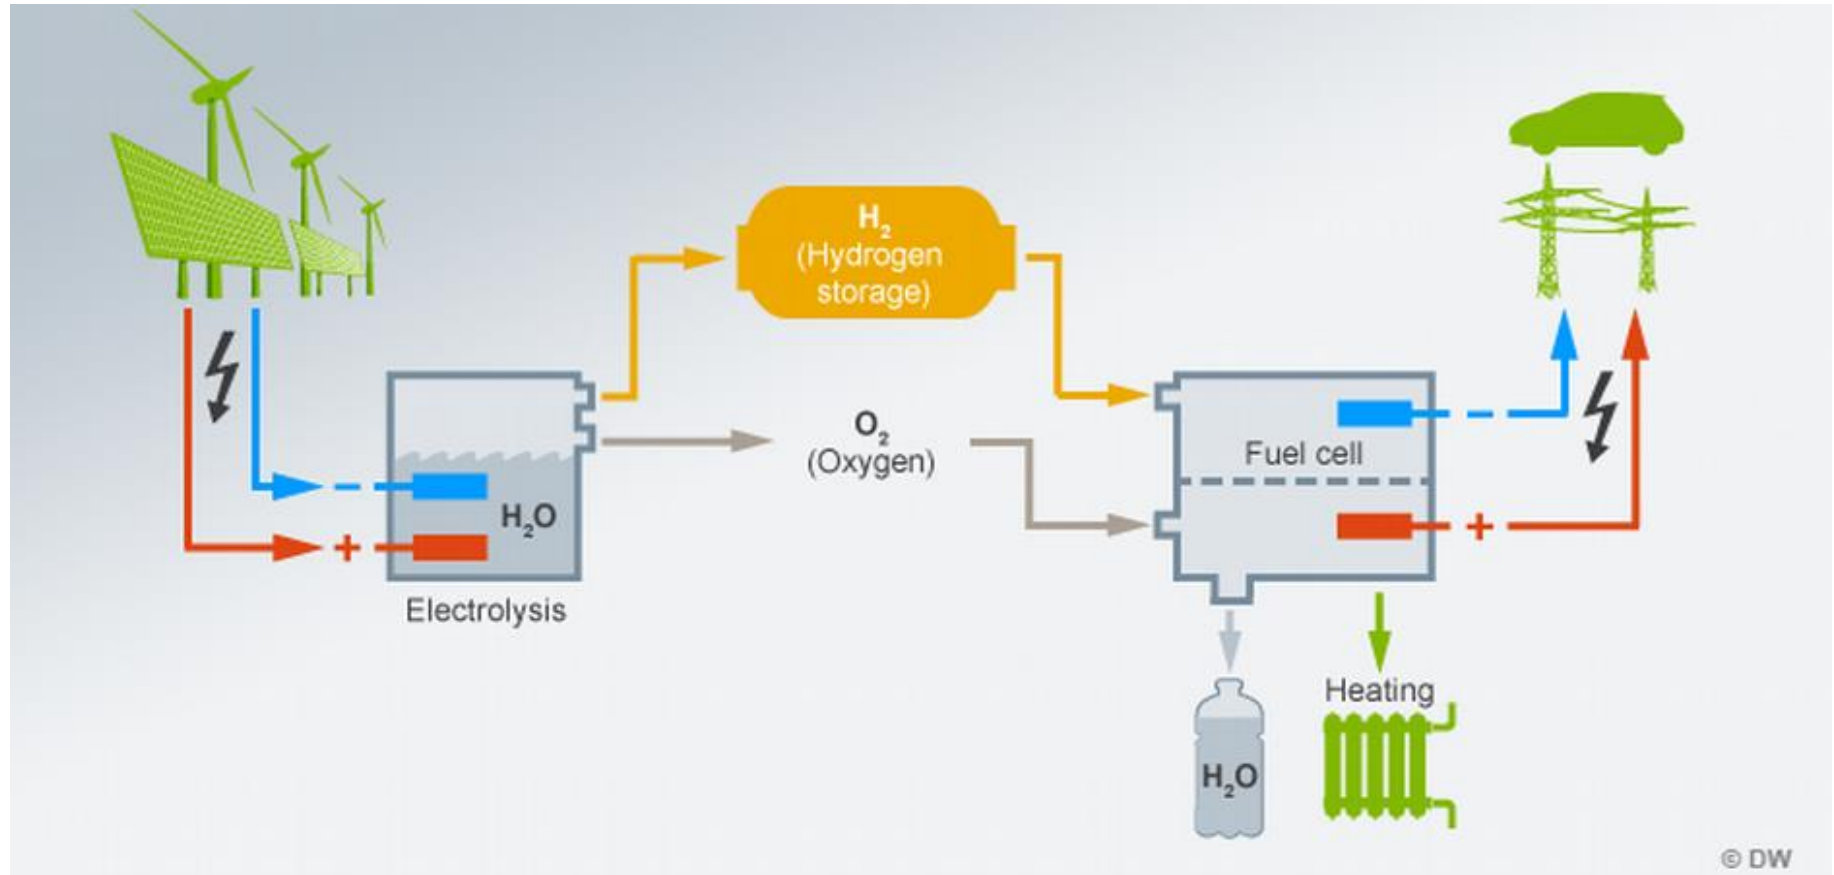 H₂
(Hydrogen
storage)
O₂
(Oxygen)
Fuel cell
−
+
H₂O
−
+
Electrolysis
Heating
H₂O
© DW